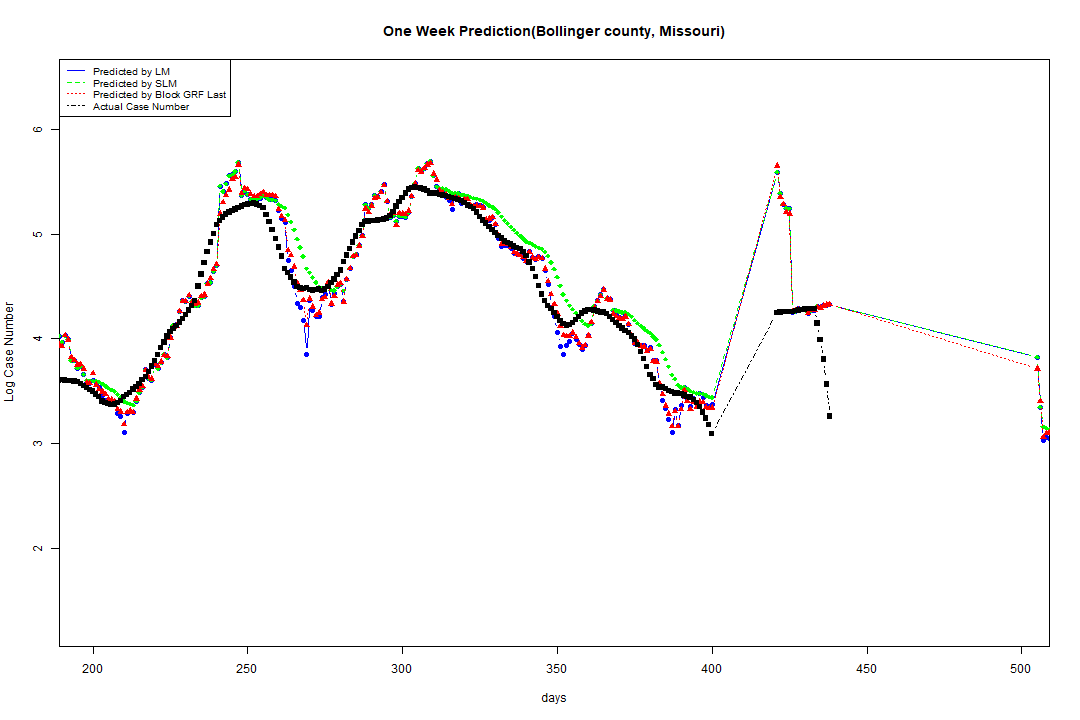 One Week Prediction(Bollinger county, Missouri)
Predicted by LM
Predicted by SLM
Predicted by Block GRF Last
Actual Case Number
6
5
4
3
2
Log Case Number
200
250
300
350
400
450
500
days